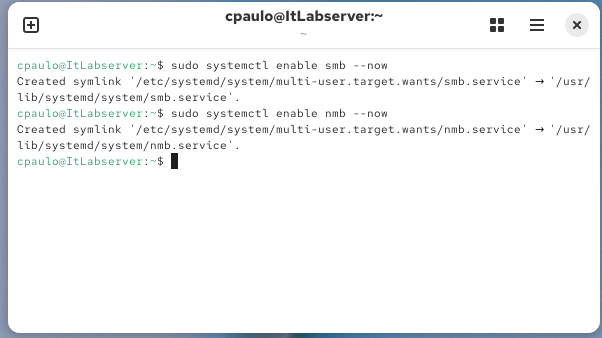 cpaulo@ItLabserver:~
~
cpaulo@ItLabserver:~$ sudo systemctl enable smb --now
Created symlink '/etc/systemd/system/multi-user.target.wants/smb.service' → '/usr/
lib/systemd/system/smb.service'.
cpaulo@ItLabserver:~$ sudo systemctl enable nmb --now
Created symlink '/etc/systemd/system/multi-user.target.wants/nmb.service' → '/usr/
lib/systemd/system/nmb.service'.
cpaulo@ItLabserver:~$